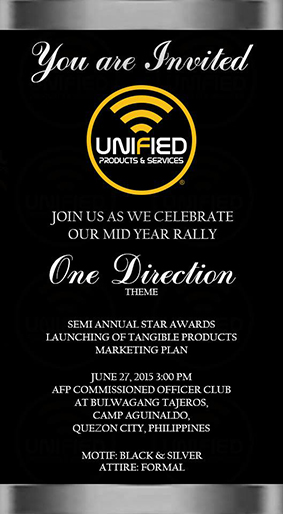 You are Invited
UNIFIED
PRODUCTS & SERVICES
®
JOIN US AS WE CELEBRATE
OUR MID YEAR RALLY
One Direction
THEME
SEMI ANNUAL STAR AWARDS
LAUNCHING OF TANGIBLE PRODUCTS
MARKETING PLAN
JUNE 27, 2015 3:00 PM
AFP COMMISSIONED OFFICER CLUB
AT BULWAGANG TAJEROS,
CAMP AGUINALDO,
QUEZON CITY, PHILIPPINES
MOTIF: BLACK & SILVER
ATTIRE: FORMAL